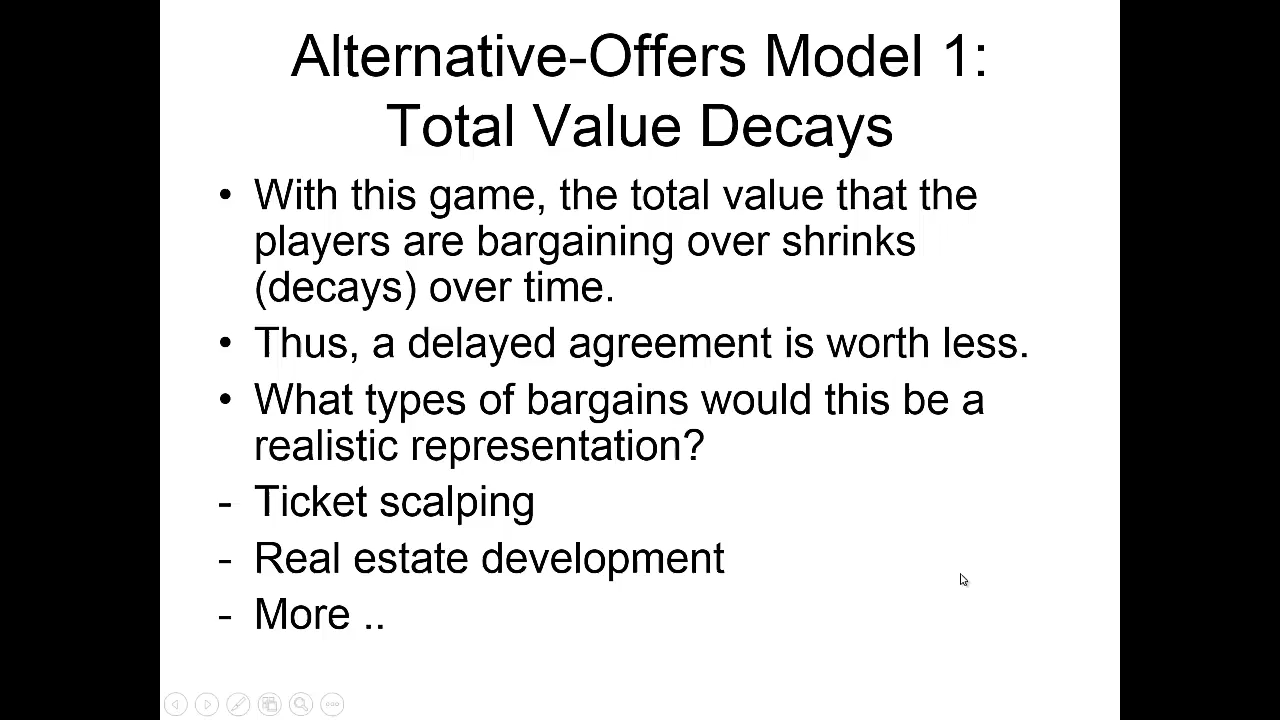 Alternative-Offers Model 1:
Total Value Decays
• With this game, the total value that the
players are bargaining over shrinks
(decays) over time.
• Thus, a delayed agreement is worth less.
• What types of bargains would this be a
realistic representation?
- Ticket scalping
- Real estate development
- More ..